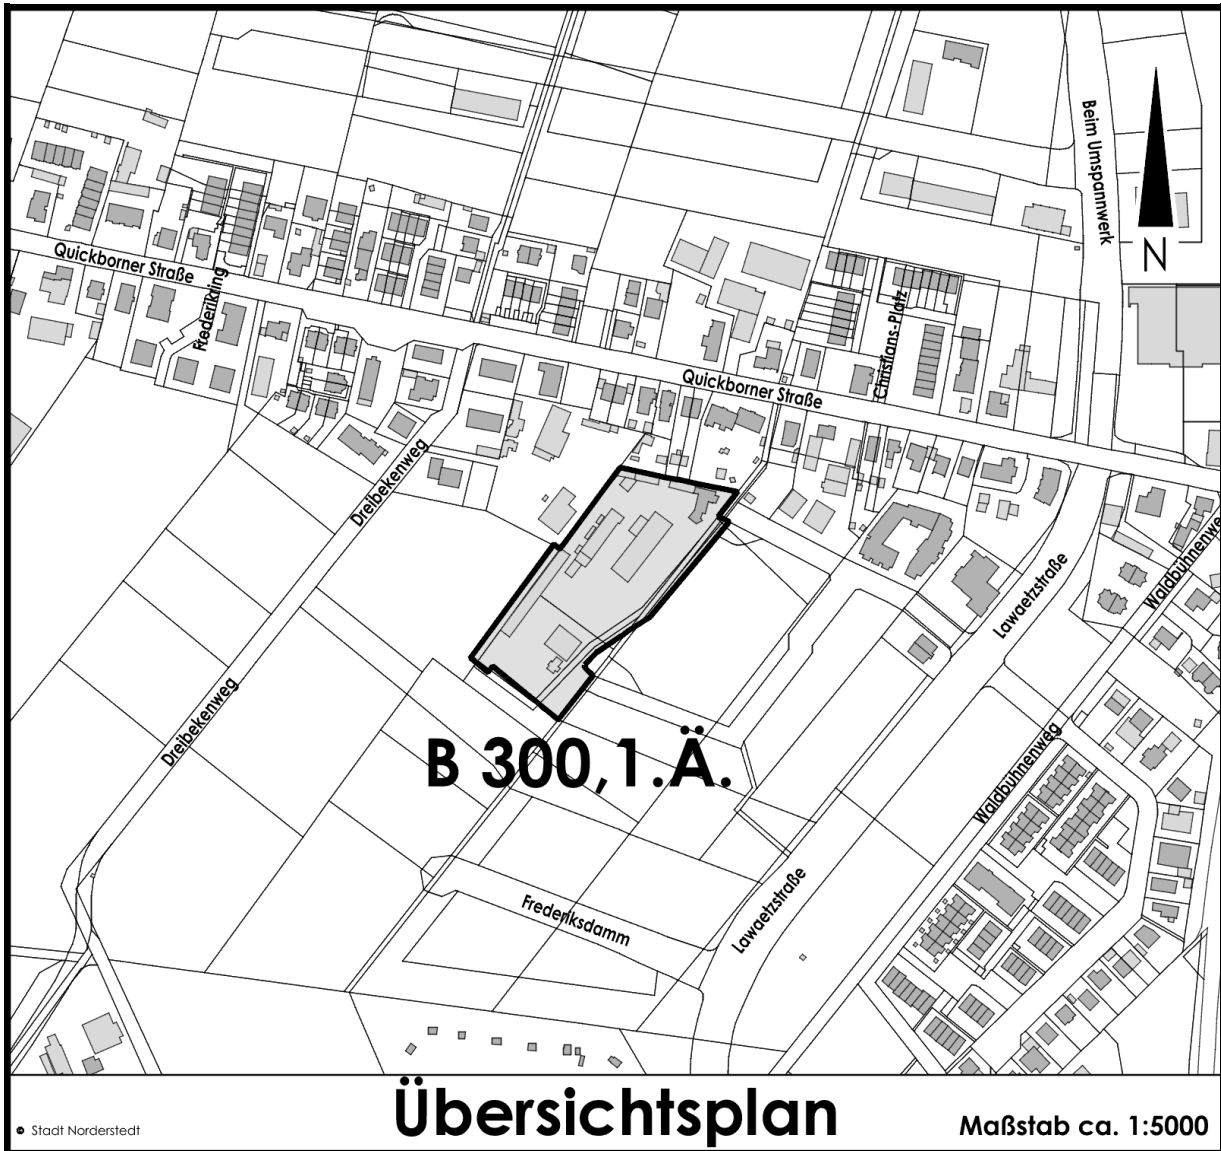 Beim Umspannwerk
N
Quickborner Straße
Frederikring
Christians-Platz
Quickborner Straße
Dreibekenweg
Waldbühnenweg
Lawaetzstraße
Dreibekenweg
B 300,1.Ä.
Waldbühnenweg
Frederiksdamm
Lawaetzstraße
Übersichtsplan
© Stadt Norderstedt
Maßstab ca. 1:5000